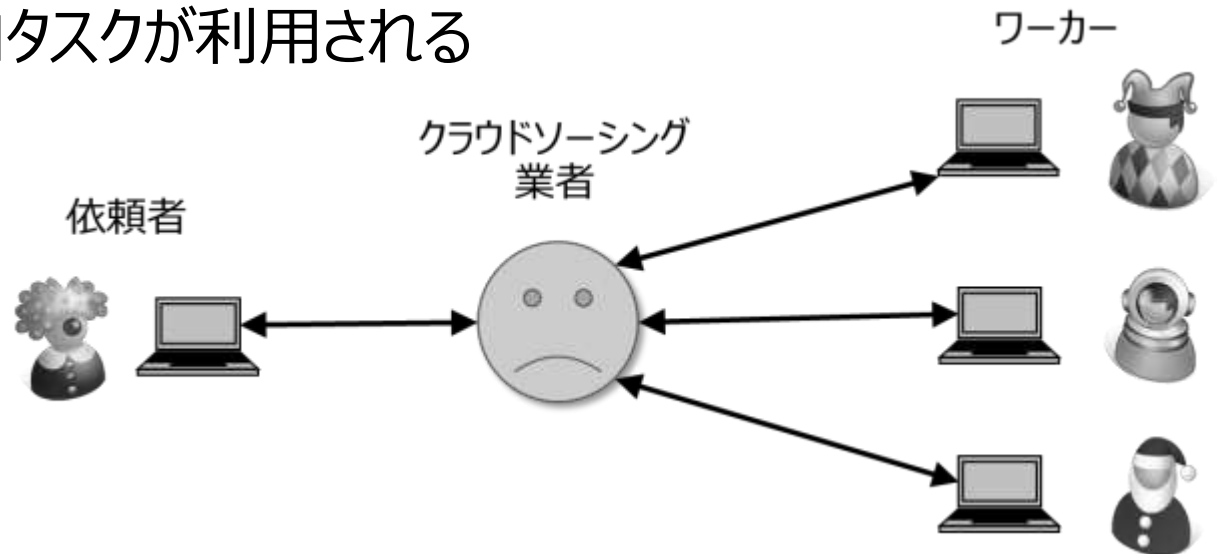 タスクが利用される
ワーカー
クラウドソーシング
業者
依頼者